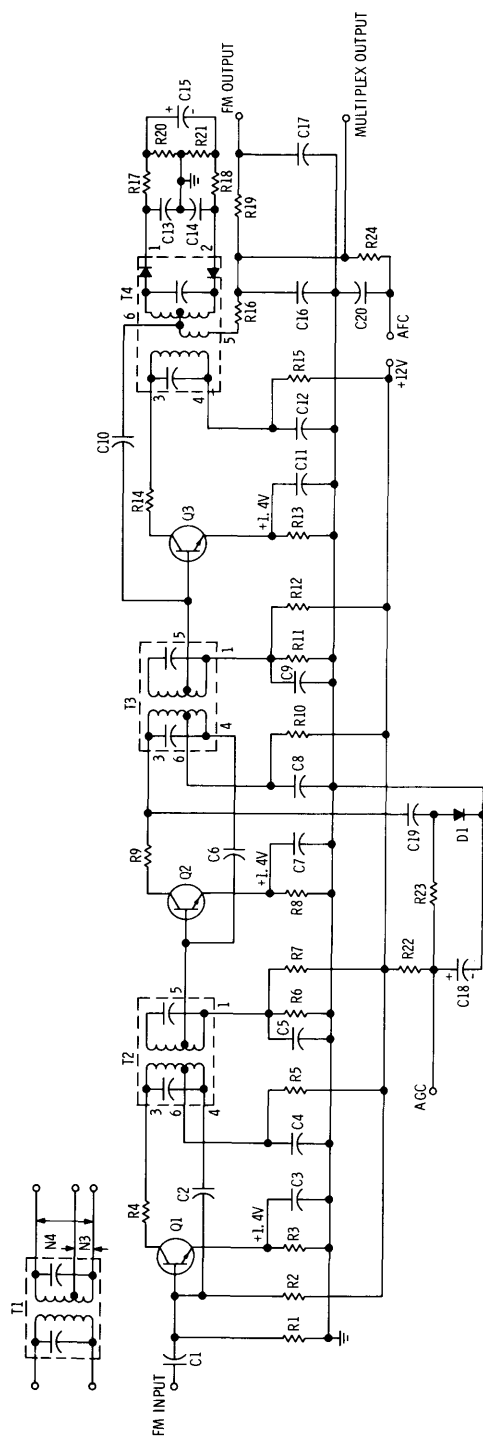 T1
N4
N3
FM INPUT
C1
R1
R2
Q1
R4
+1.4V
R3
C3
C2
C4
R5
T2
3
6
4
5
1
C5
R6
R7
Q2
R9
+1.4V
R8
C7
C6
C8
R10
T3
3
6
4
5
1
C9
R11
R12
Q3
R14
+1.4V
R13
C11
C10
C12
R15
T4
3
4
6
5
1
2
R16
C16
C20
C13
C14
R17
R18
R20
R21
C15
+
-
R19
C17
FM OUTPUT
MULTIPLEX OUTPUT
R24
AFC
+12V
AGC
R22
+
C18
-
R23
C19
D1